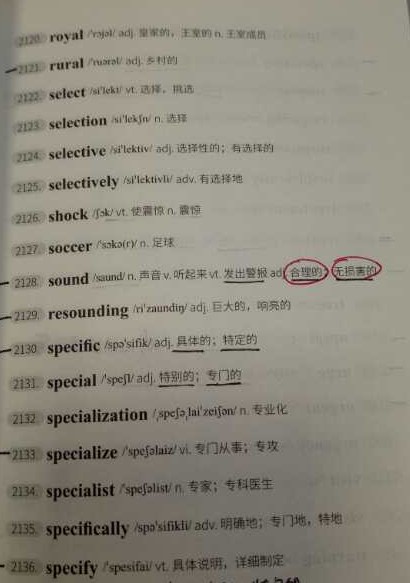 2120. royal /'rɔjəl/ adj. 皇家的，王室的 n. 王室成员
2121. rural /'ruərəl/ adj. 乡村的
2122. select /si'lekt/ vt. 选择，挑选
2123. selection /si'lekʃn/ n. 选择
2124. selective /si'lektiv/ adj. 选择性的；有选择的
2125. selectively /si'lektivli/ adv. 有选择地
2126. shock /ʃɔk/ vt. 使震惊 n. 震惊
2127. soccer /'sɔkə(r)/ n. 足球
2128. sound /saund/ n. 声音 v. 听起来 vt. 发出警报 adj. 合理的；无损害的
2129. resounding /ri'zaundiŋ/ adj. 巨大的，响亮的
2130. specific /spə'sifik/ adj. 具体的；特定的
2131. special /'speʃl/ adj. 特别的；专门的
2132. specialization /ˌspeʃəˌlai'zeiʃən/ n. 专业化
2133. specialize /'speʃəlaiz/ vi. 专门从事；专攻
2134. specialist /'speʃəlist/ n. 专家；专科医生
2135. specifically /spə'sifikli/ adv. 明确地；专门地，特地
2136. specify /'spesifai/ vt. 具体说明，详细制定